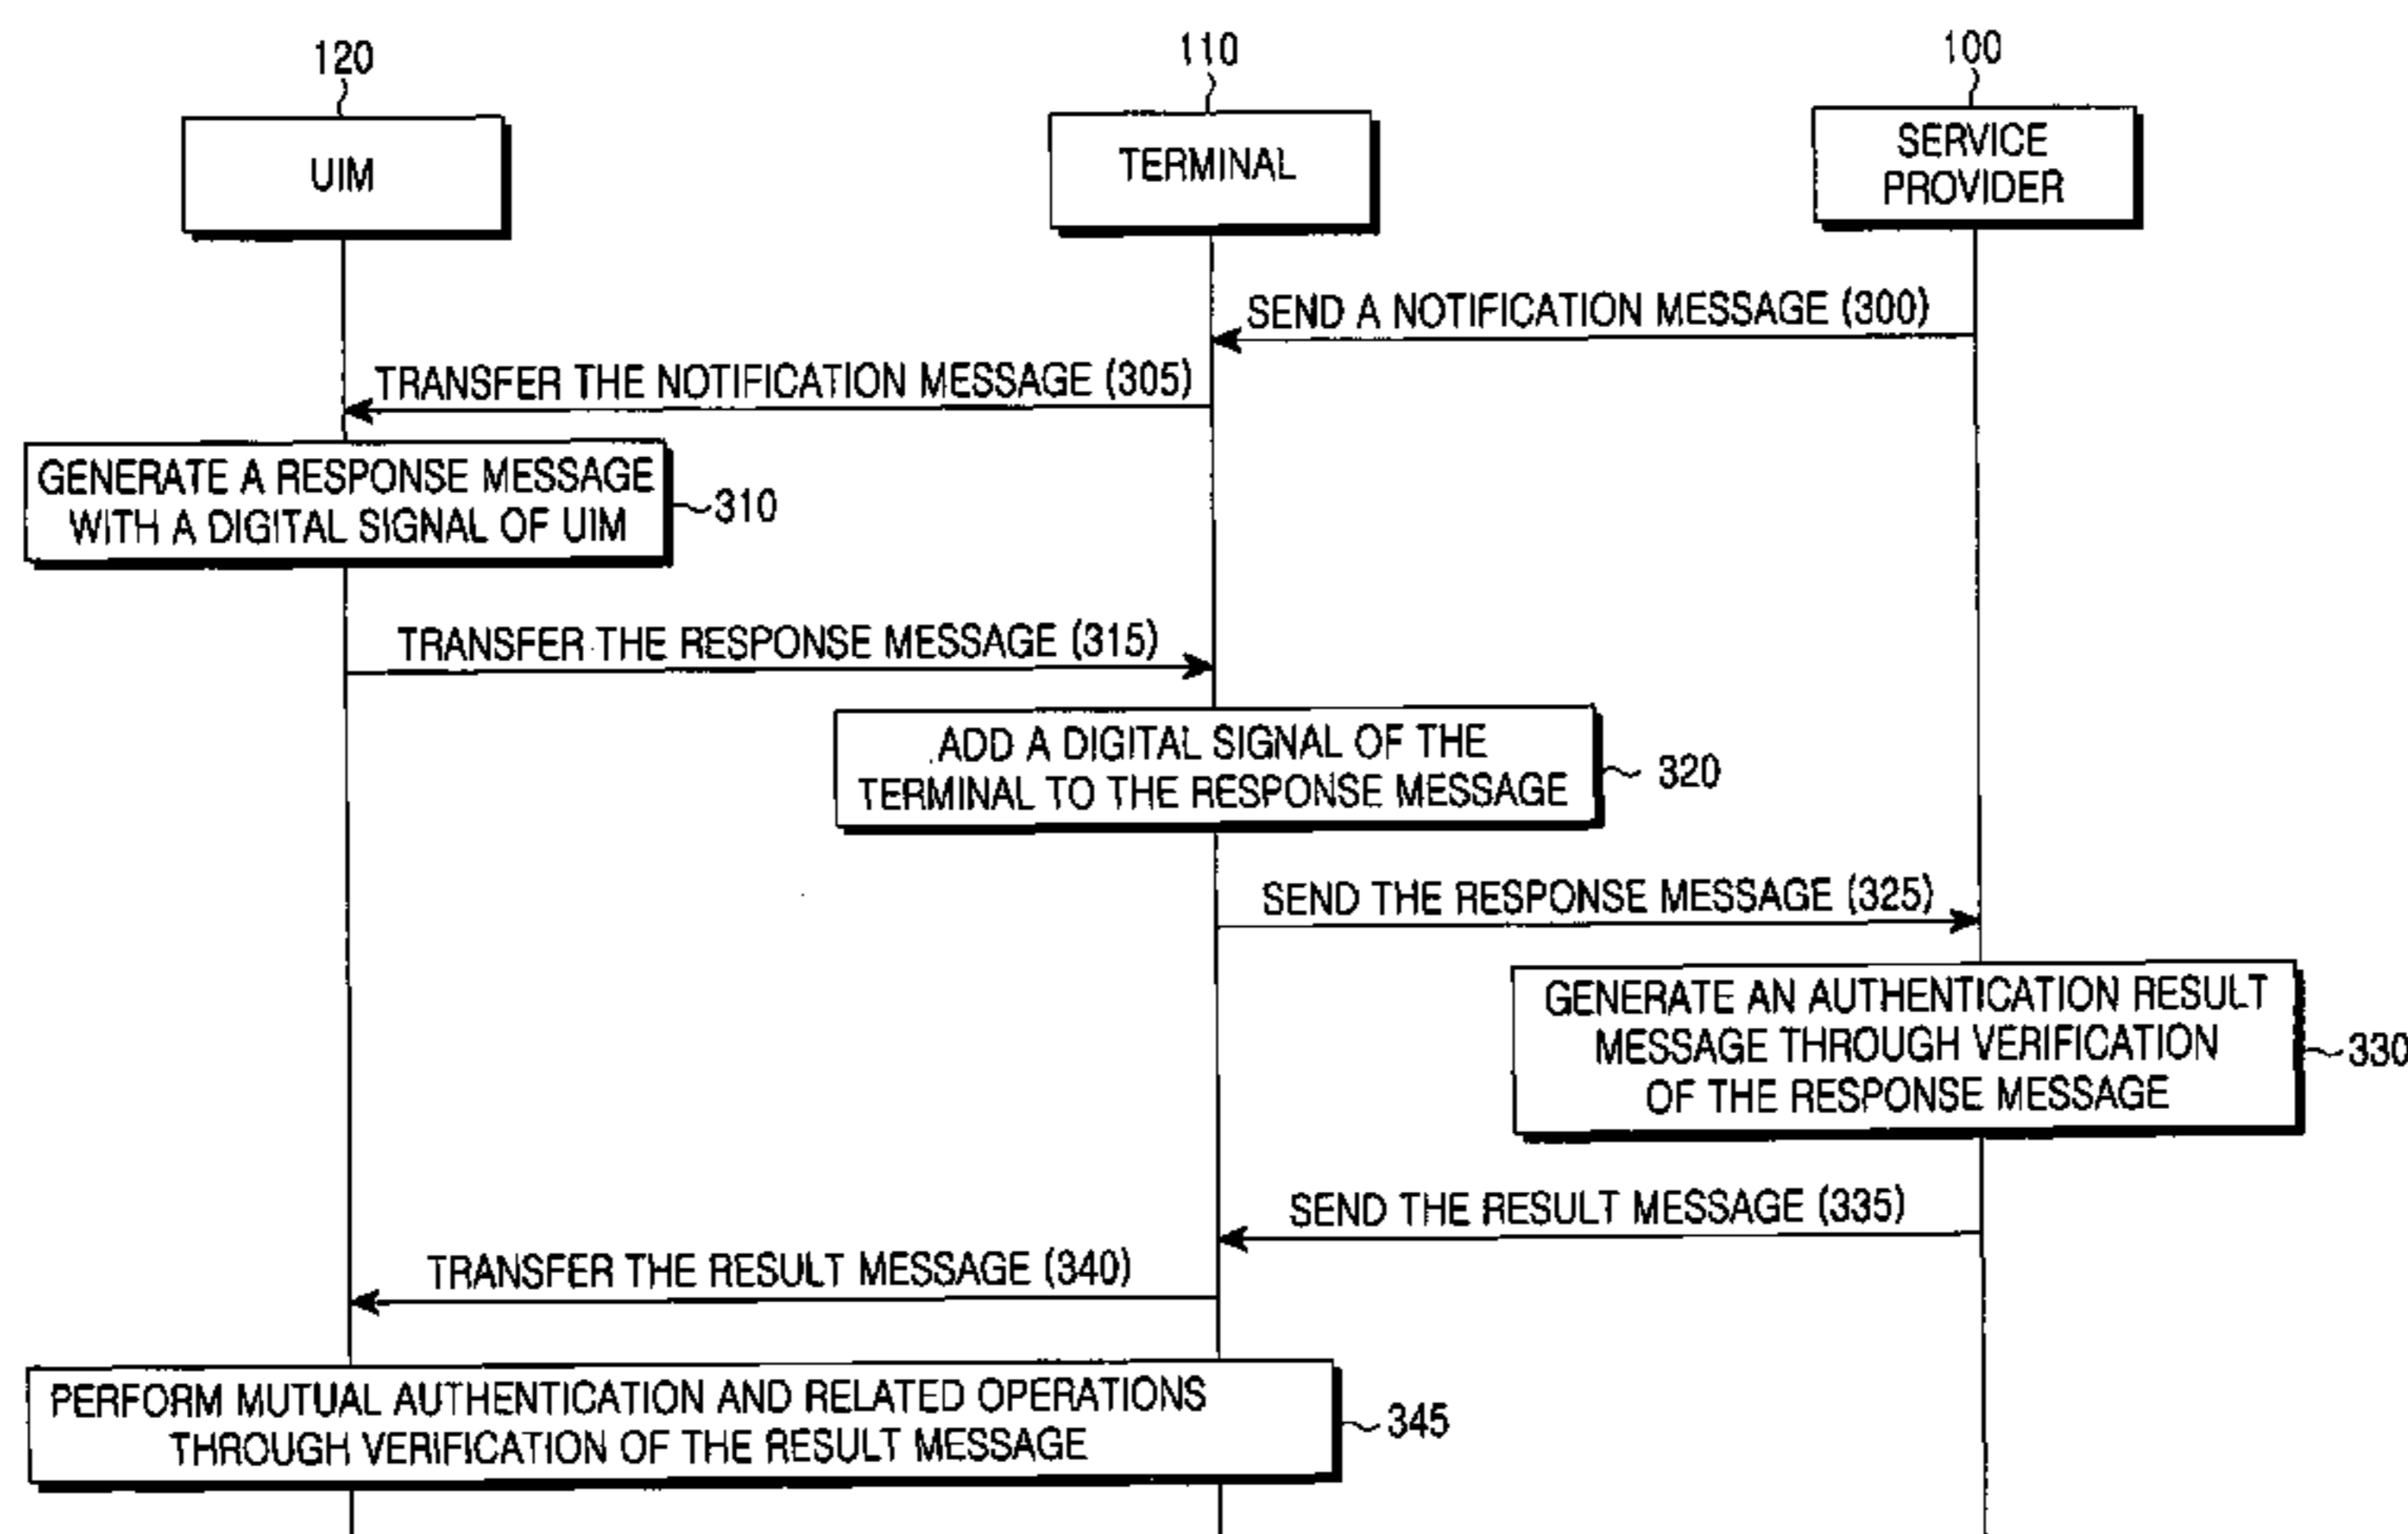 120
110
100
UIM
TERMINAL
SERVICE
PROVIDER
SEND A NOTIFICATION MESSAGE (300)
TRANSFER THE NOTIFICATION MESSAGE (305)
GENERATE A RESPONSE MESSAGE
WITH A DIGITAL SIGNAL OF UIM
310
TRANSFER THE RESPONSE MESSAGE (315)
ADD A DIGITAL SIGNAL OF THE
TERMINAL TO THE RESPONSE MESSAGE
320
SEND THE RESPONSE MESSAGE (325)
GENERATE AN AUTHENTICATION RESULT
MESSAGE THROUGH VERIFICATION
OF THE RESPONSE MESSAGE
330
SEND THE RESULT MESSAGE (335)
TRANSFER THE RESULT MESSAGE (340)
PERFORM MUTUAL AUTHENTICATION AND RELATED OPERATIONS
THROUGH VERIFICATION OF THE RESULT MESSAGE
345